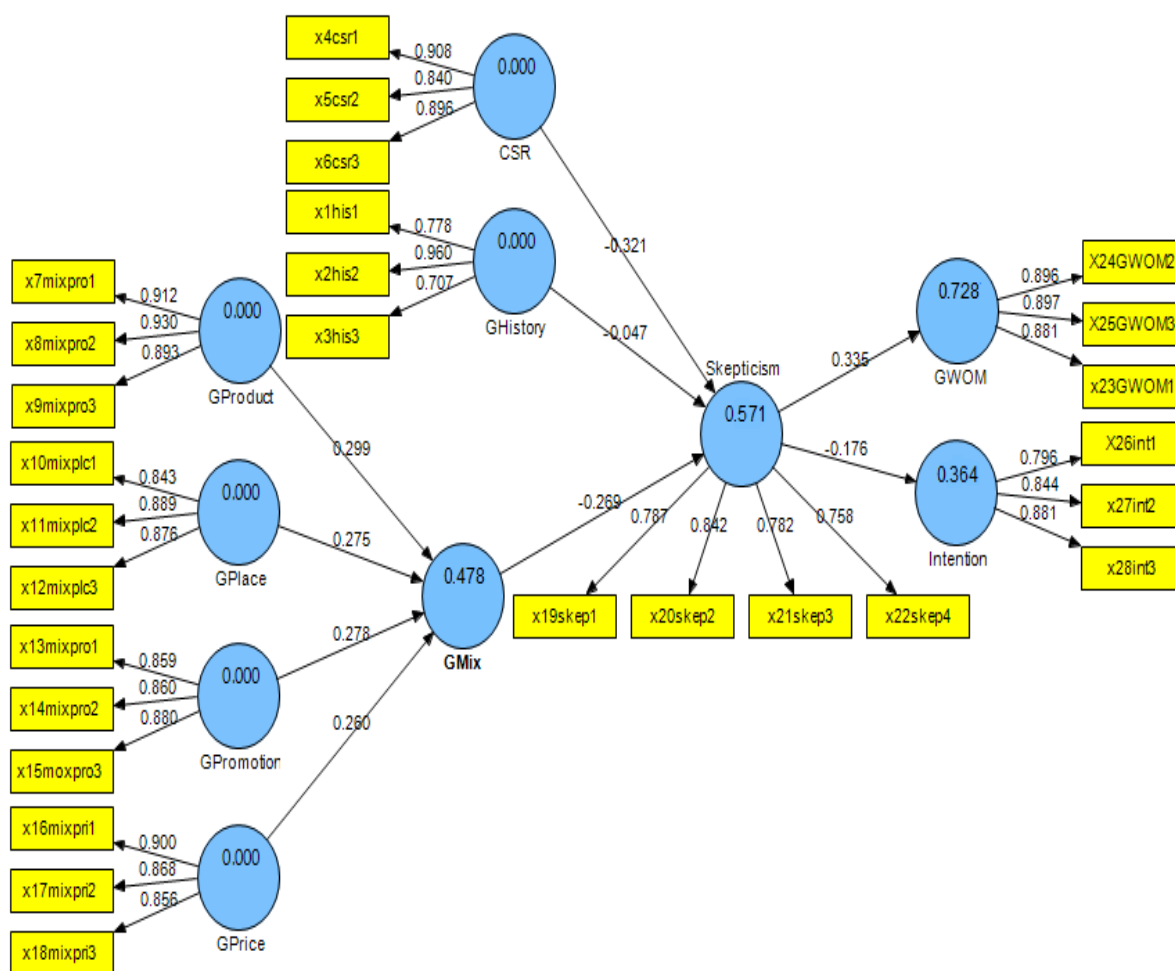 x4csr1
0.908
0.840
x5csr2
0.896
x6csr3
0.000
CSR
x1his1
0.778
x2his2
0.960
0.707
x3his3
0.000
GHistory
-0.321
-0.047
x7mixpro1
0.912
x8mixpro2
0.930
0.893
x9mixpro3
0.000
GProduct
0.299
x10mixplc1
0.843
x11mixplc2
0.889
0.876
x12mixplc3
0.000
GPlace
0.275
x13mixpro1
0.859
x14mixpro2
0.860
0.880
x15moxpro3
0.000
GPromotion
0.278
x16mixpri1
0.900
x17mixpri2
0.868
0.856
x18mixpri3
0.000
GPrice
0.260
0.478
GMix
-0.269
Skepticism
0.571
0.787
0.842
0.782
0.758
x19skep1
x20skep2
x21skep3
x22skep4
0.335
-0.176
0.728
GWOM
0.896
X24GWOM2
0.897
X25GWOM3
0.881
x23GWOM1
0.364
Intention
0.796
X26int1
0.844
x27int2
0.881
x28int3